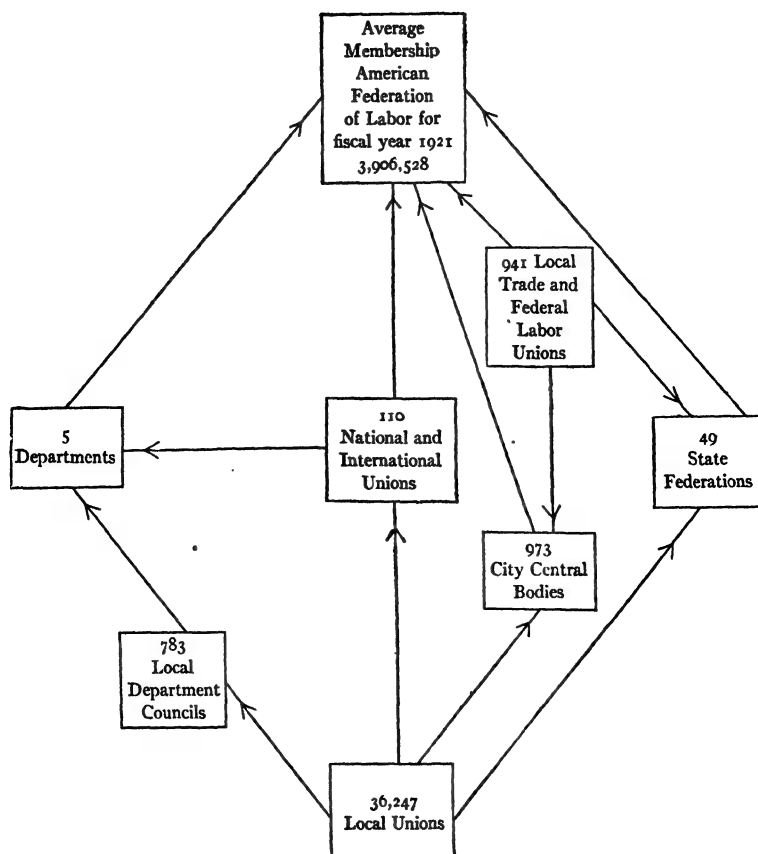 Average
Membership
American
Federation
of Labor for
fiscal year 1921
3,906,528
941 Local
Trade and
Federal
Labor
Unions
5
Departments
110
National and
International
Unions
49
State
Federations
973
City Central
Bodies
783
Local
Department
Councils
36,247
Local Unions